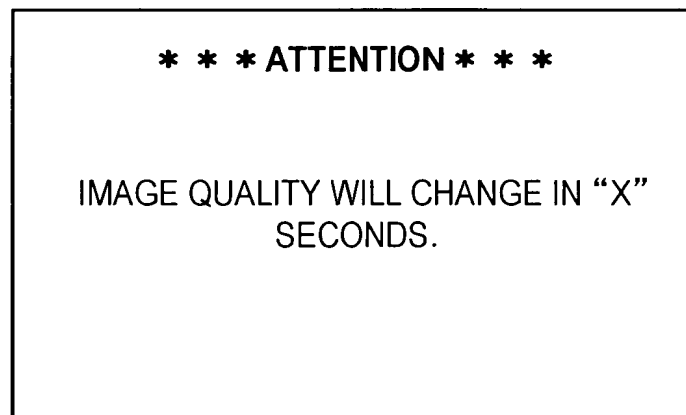 * * * ATTENTION * * *
IMAGE QUALITY WILL CHANGE IN “X”
SECONDS.